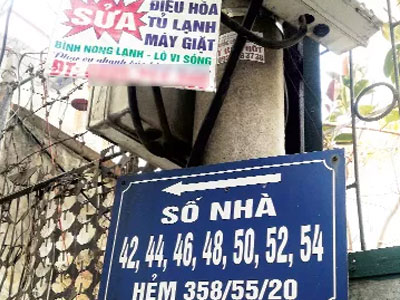 SỬA
ĐIỀU HÒA
TỦ LẠNH
MÁY GIẶT
BÌNH NÓNG LẠNH - LÒ VI SÓNG
ĐT:
SỐ NHÀ
42, 44, 46, 48, 50, 52, 54
HẺM 358/55/20